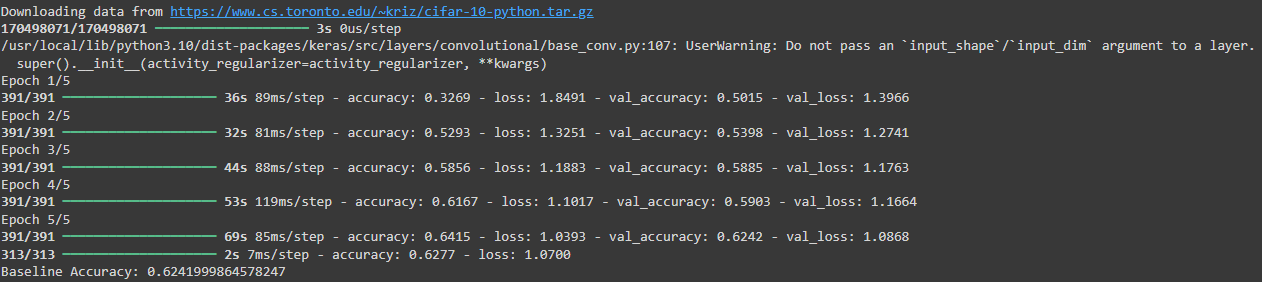 Downloading data from https://www.cs.toronto.edu/~kriz/cifar-10-python.tar.gz
170498071/170498071 ━━━━━━━━━━━━━━━━━━━━ 3s 0us/step
/usr/local/lib/python3.10/dist-packages/keras/src/layers/convolutional/base_conv.py:107: UserWarning: Do not pass an `input_shape`/`input_dim` argument to a layer.
  super().__init__(activity_regularizer=activity_regularizer, **kwargs)
Epoch 1/5
391/391 ━━━━━━━━━━━━━━━━━━━━ 36s 89ms/step - accuracy: 0.3269 - loss: 1.8491 - val_accuracy: 0.5015 - val_loss: 1.3966
Epoch 2/5
391/391 ━━━━━━━━━━━━━━━━━━━━ 32s 81ms/step - accuracy: 0.5293 - loss: 1.3251 - val_accuracy: 0.5398 - val_loss: 1.2741
Epoch 3/5
391/391 ━━━━━━━━━━━━━━━━━━━━ 44s 88ms/step - accuracy: 0.5856 - loss: 1.1883 - val_accuracy: 0.5885 - val_loss: 1.1763
Epoch 4/5
391/391 ━━━━━━━━━━━━━━━━━━━━ 53s 119ms/step - accuracy: 0.6167 - loss: 1.1017 - val_accuracy: 0.5903 - val_loss: 1.1664
Epoch 5/5
391/391 ━━━━━━━━━━━━━━━━━━━━ 69s 85ms/step - accuracy: 0.6415 - loss: 1.0393 - val_accuracy: 0.6242 - val_loss: 1.0868
313/313 ━━━━━━━━━━━━━━━━━━━━ 2s 7ms/step - accuracy: 0.6277 - loss: 1.0700
Baseline Accuracy: 0.6241999864578247